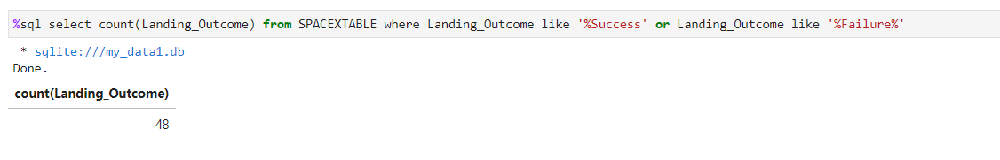 %sql select count(Landing_Outcome) from SPACEXTABLE where Landing_Outcome like '%Success' or Landing_Outcome like '%Failure%'
* sqlite:///my_data1.db
Done.
count(Landing_Outcome)
48